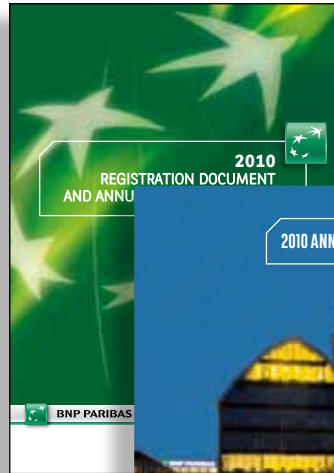 2010
REGISTRATION DOCUMENT
AND ANNU
2010 ANN
BNP PARIBAS